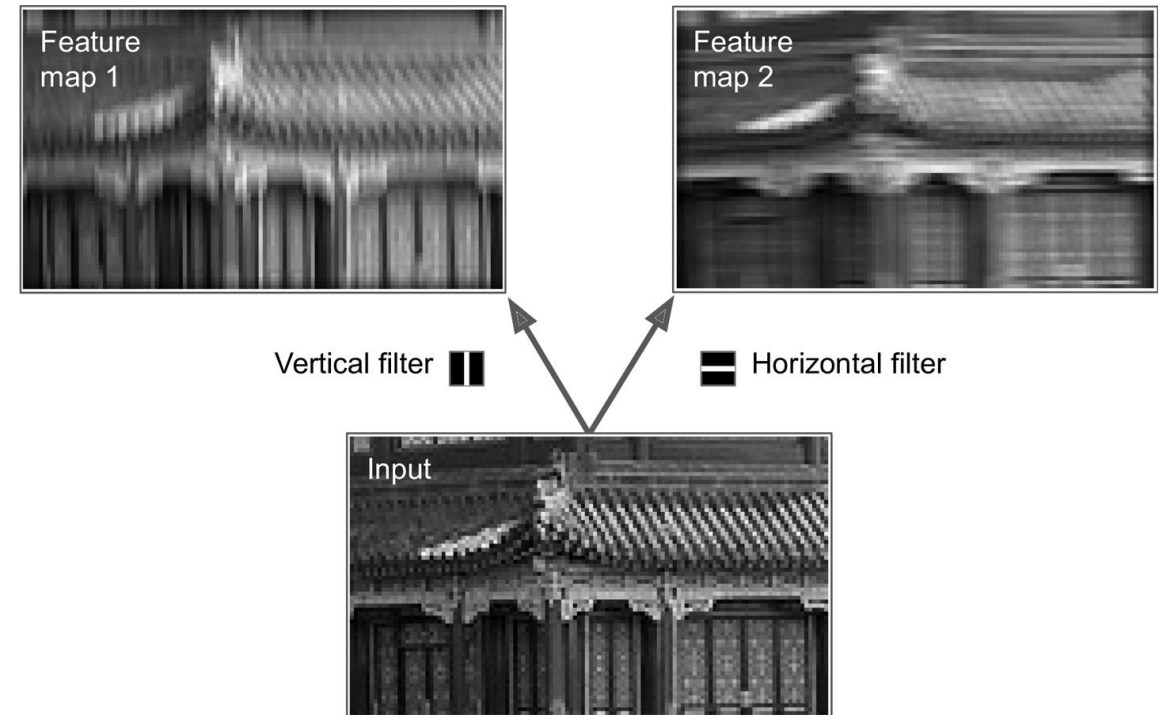 Feature
map 1
Feature
map 2
Vertical filter
Horizontal filter
Input